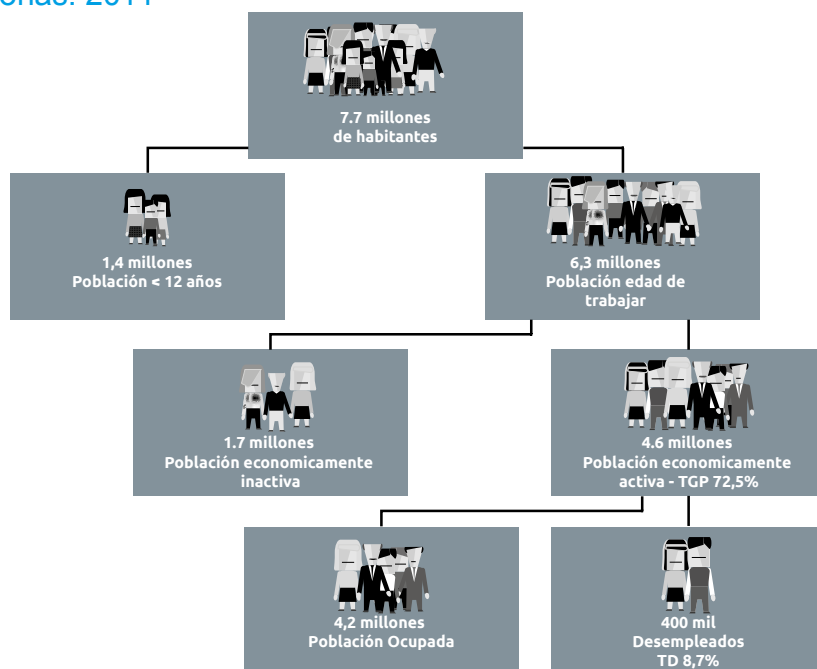 7.7 millones
de habitantes
1,4 millones
Población < 12 años
6,3 millones
Población edad de
trabajar
1.7 millones
Población economicamente
inactiva
4.6 millones
Población economicamente
activa - TGP 72,5%
4,2 millones
Población Ocupada
400 mil
Desempleados
TD 8,7%